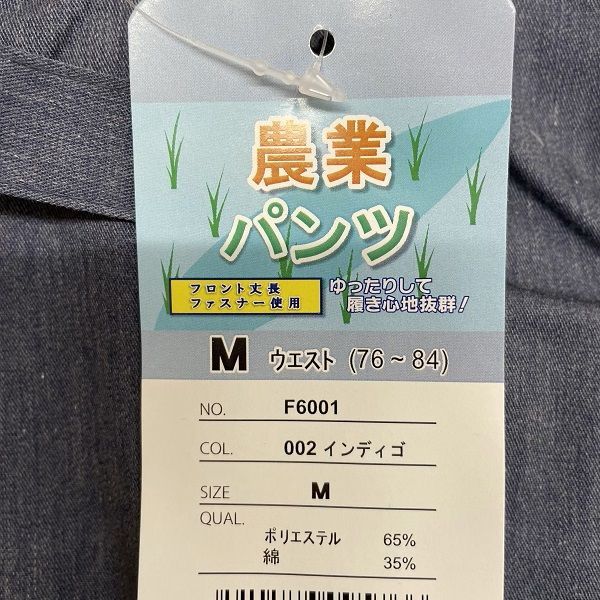 農業
パンツ
フロント丈長
ファスナー使用
ゆったりして
履き心地抜群!
M ウエスト (76～84)
NO. F6001
COL. 002 インディゴ
SIZE M
QUAL.
ポリエステル 65%
綿 35%